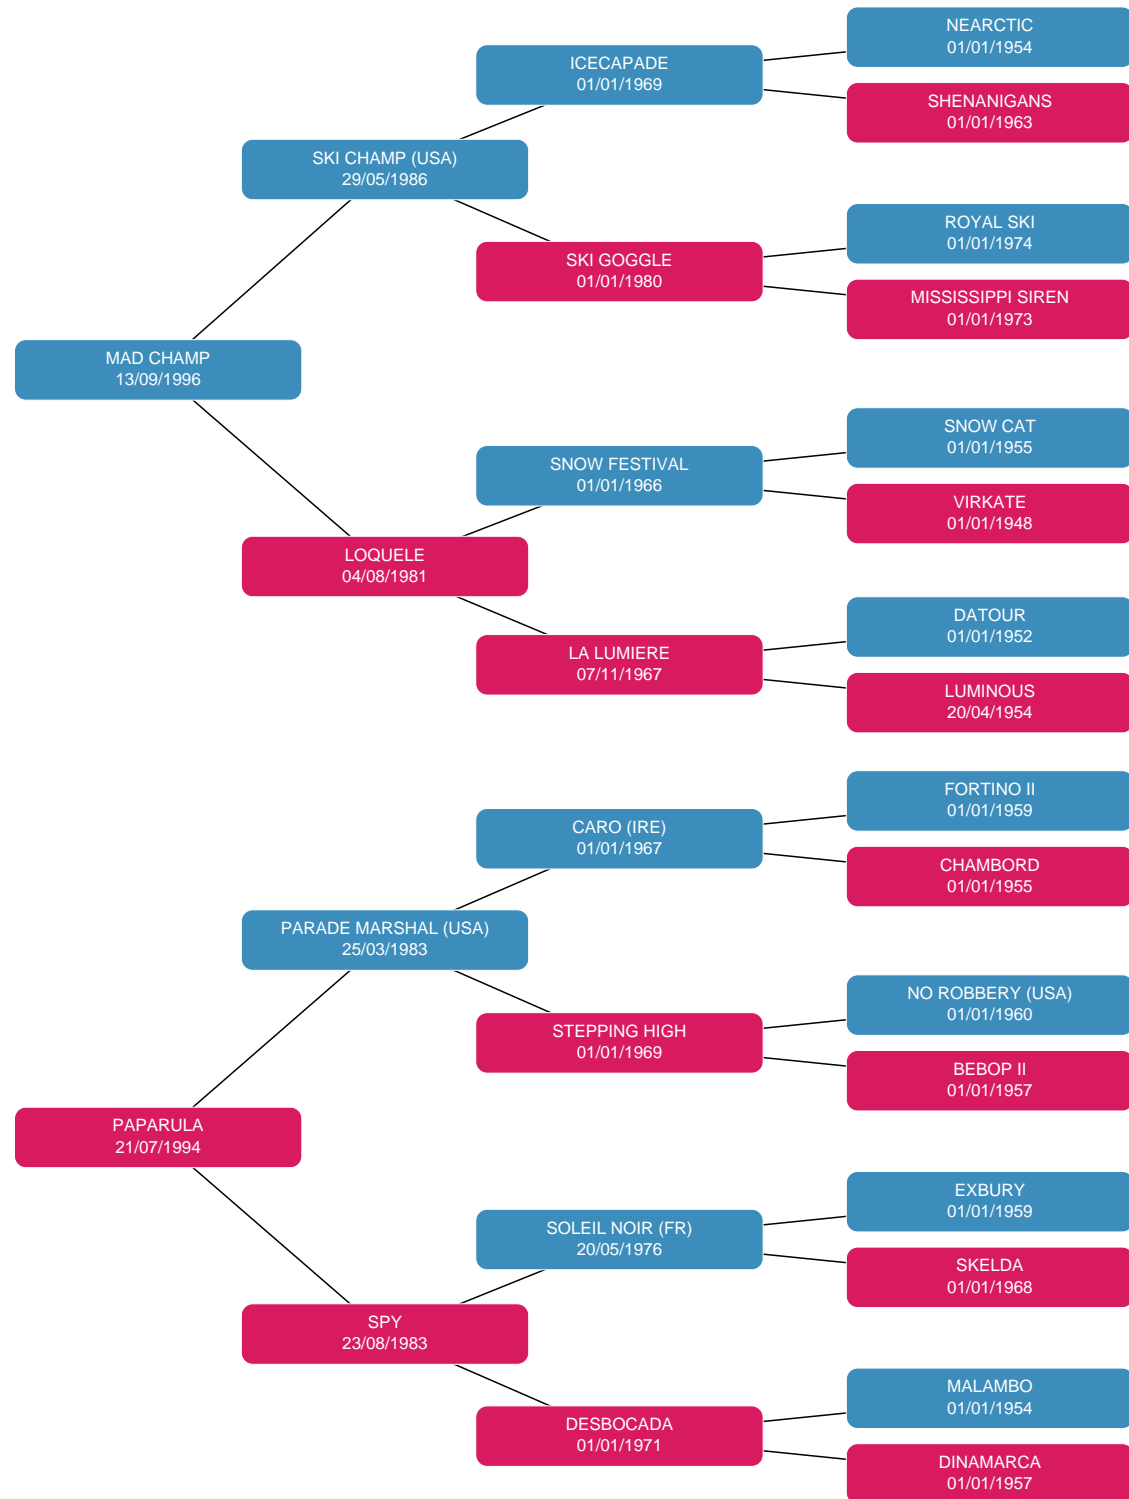 NEARCTIC
01/01/1954
ICECAPADE
01/01/1969
SHENANIGANS
01/01/1963
SKI CHAMP (USA)
29/05/1986
ROYAL SKI
01/01/1974
SKI GOGGLE
01/01/1980
MISSISSIPPI SIREN
01/01/1973
MAD CHAMP
13/09/1996
SNOW CAT
01/01/1955
SNOW FESTIVAL
01/01/1966
VIRKATE
01/01/1948
LOQUELE
04/08/1981
DATOUR
01/01/1952
LA LUMIERE
07/11/1967
LUMINOUS
20/04/1954
FORTINO II
01/01/1959
CARO (IRE)
01/01/1967
CHAMBORD
01/01/1955
PARADE MARSHAL (USA)
25/03/1983
NO ROBBERY (USA)
01/01/1960
STEPPING HIGH
01/01/1969
BEBOP II
01/01/1957
PAPARULA
21/07/1994
EXBURY
01/01/1959
SOLEIL NOIR (FR)
20/05/1976
SKELDA
01/01/1968
SPY
23/08/1983
MALAMBO
01/01/1954
DESBOCADA
01/01/1971
DINAMARCA
01/01/1957